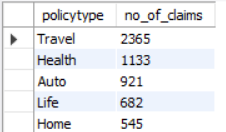 policytype no_of_claims
Travel 2365
Health 1133
Auto 921
Life 682
Home 545